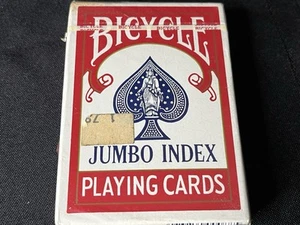 BICYCLE
JUMBO INDEX
PLAYING CARDS